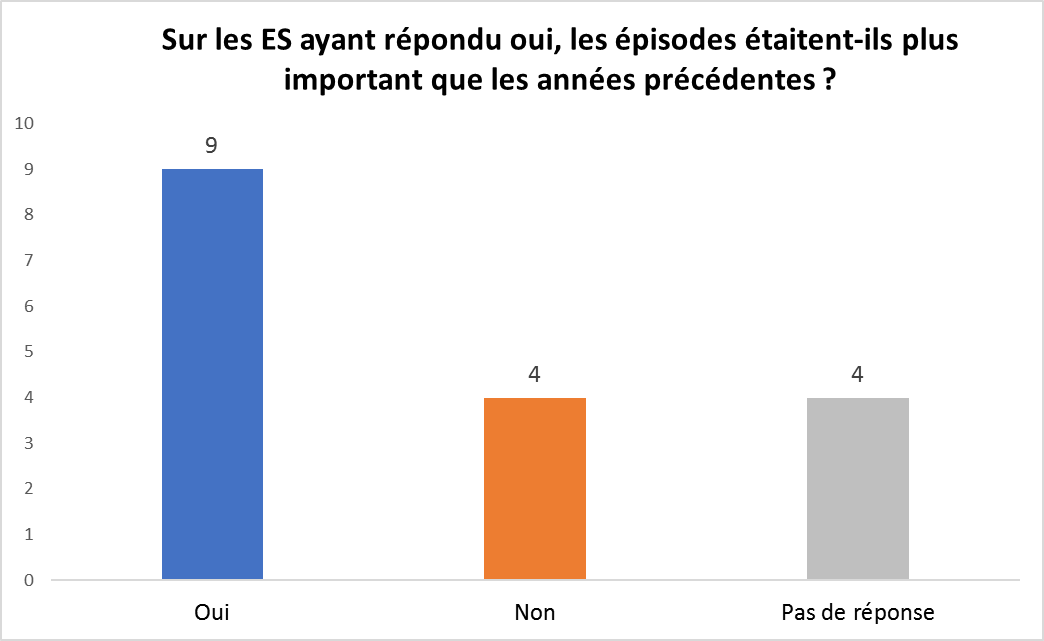 Sur les ES ayant répondu oui, les épisodes étaitent-ils plus
important que les années précédentes ?
10
9
8
7
6
5
4
3
2
1
0
9
4
4
Oui
Non
Pas de réponse